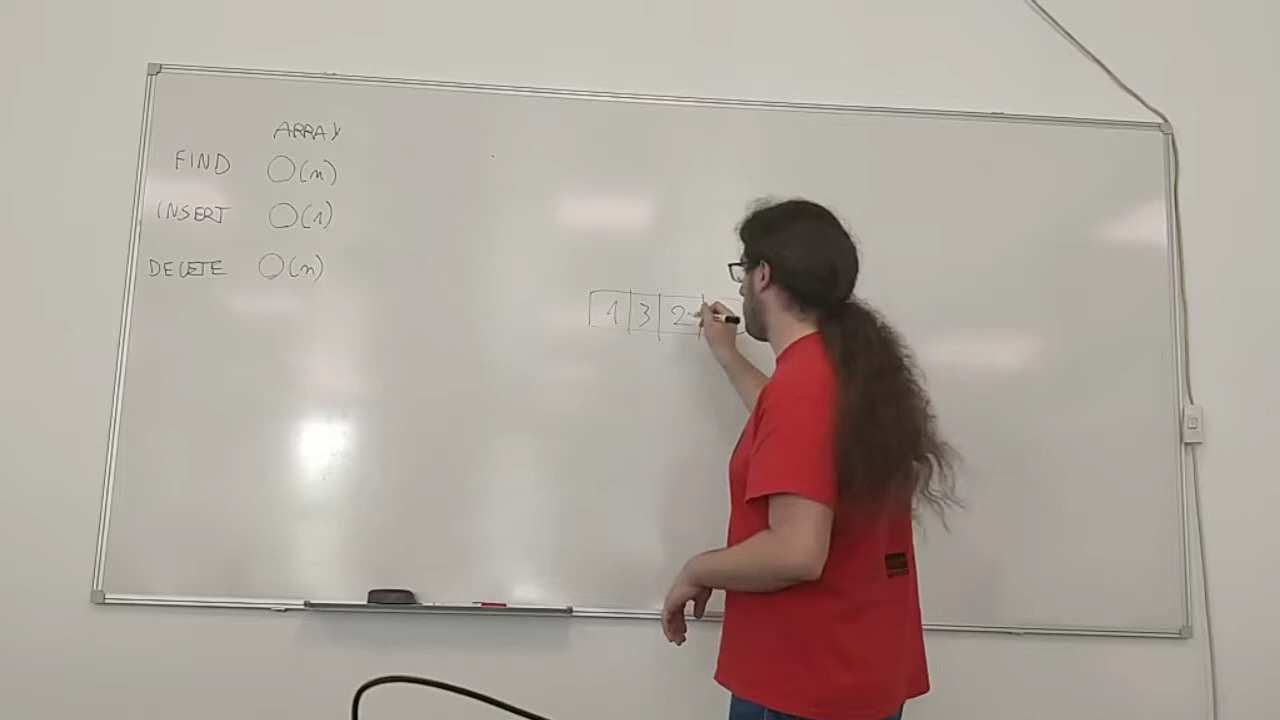 ARRAY
FIND O(n)
INSERT O(1)
DELETE O(n)
1 3 2